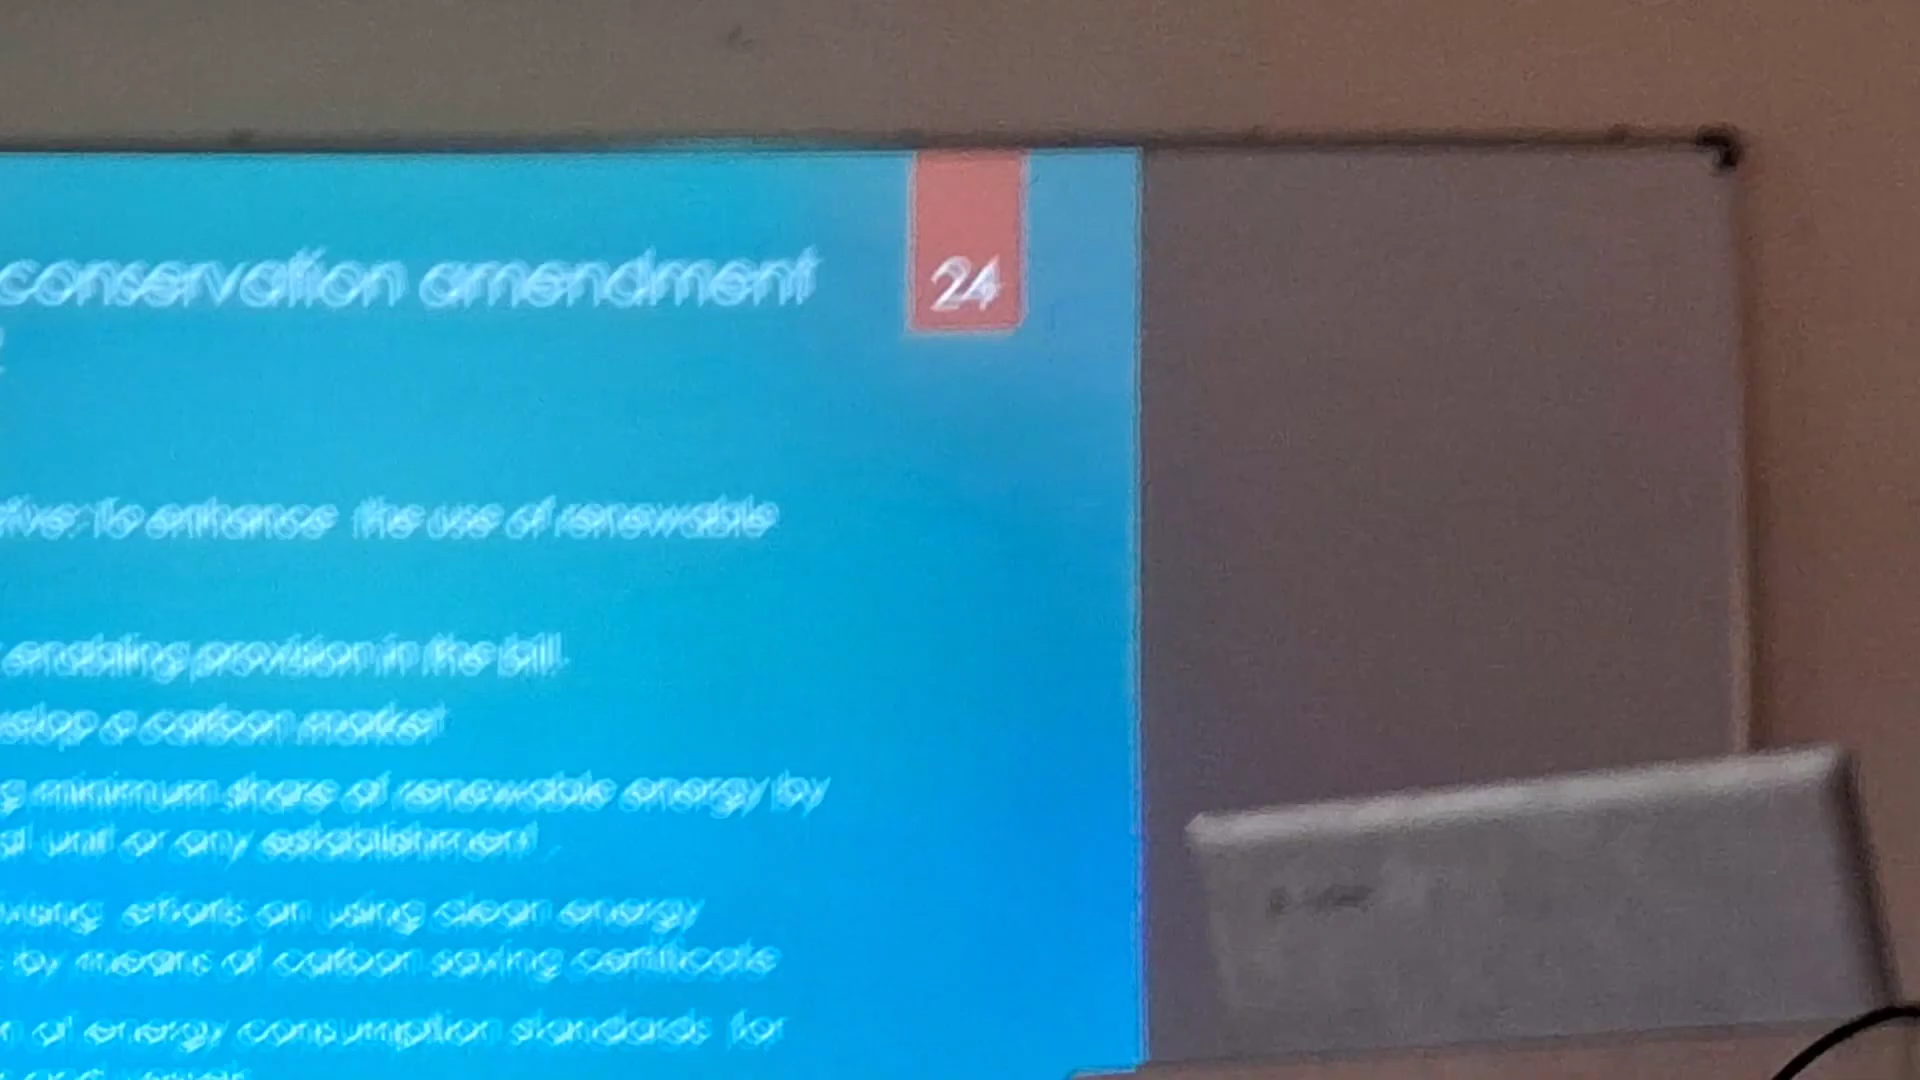 conservation amendment
24
tive: To enhance the use of renewable
enabling provision in the bill.
elop a carbon market
g minimum share of renewable energy by
al unit or any establishment
efforts on using clean energy
by means of carbon saving certificate
n of energy consumption standards for